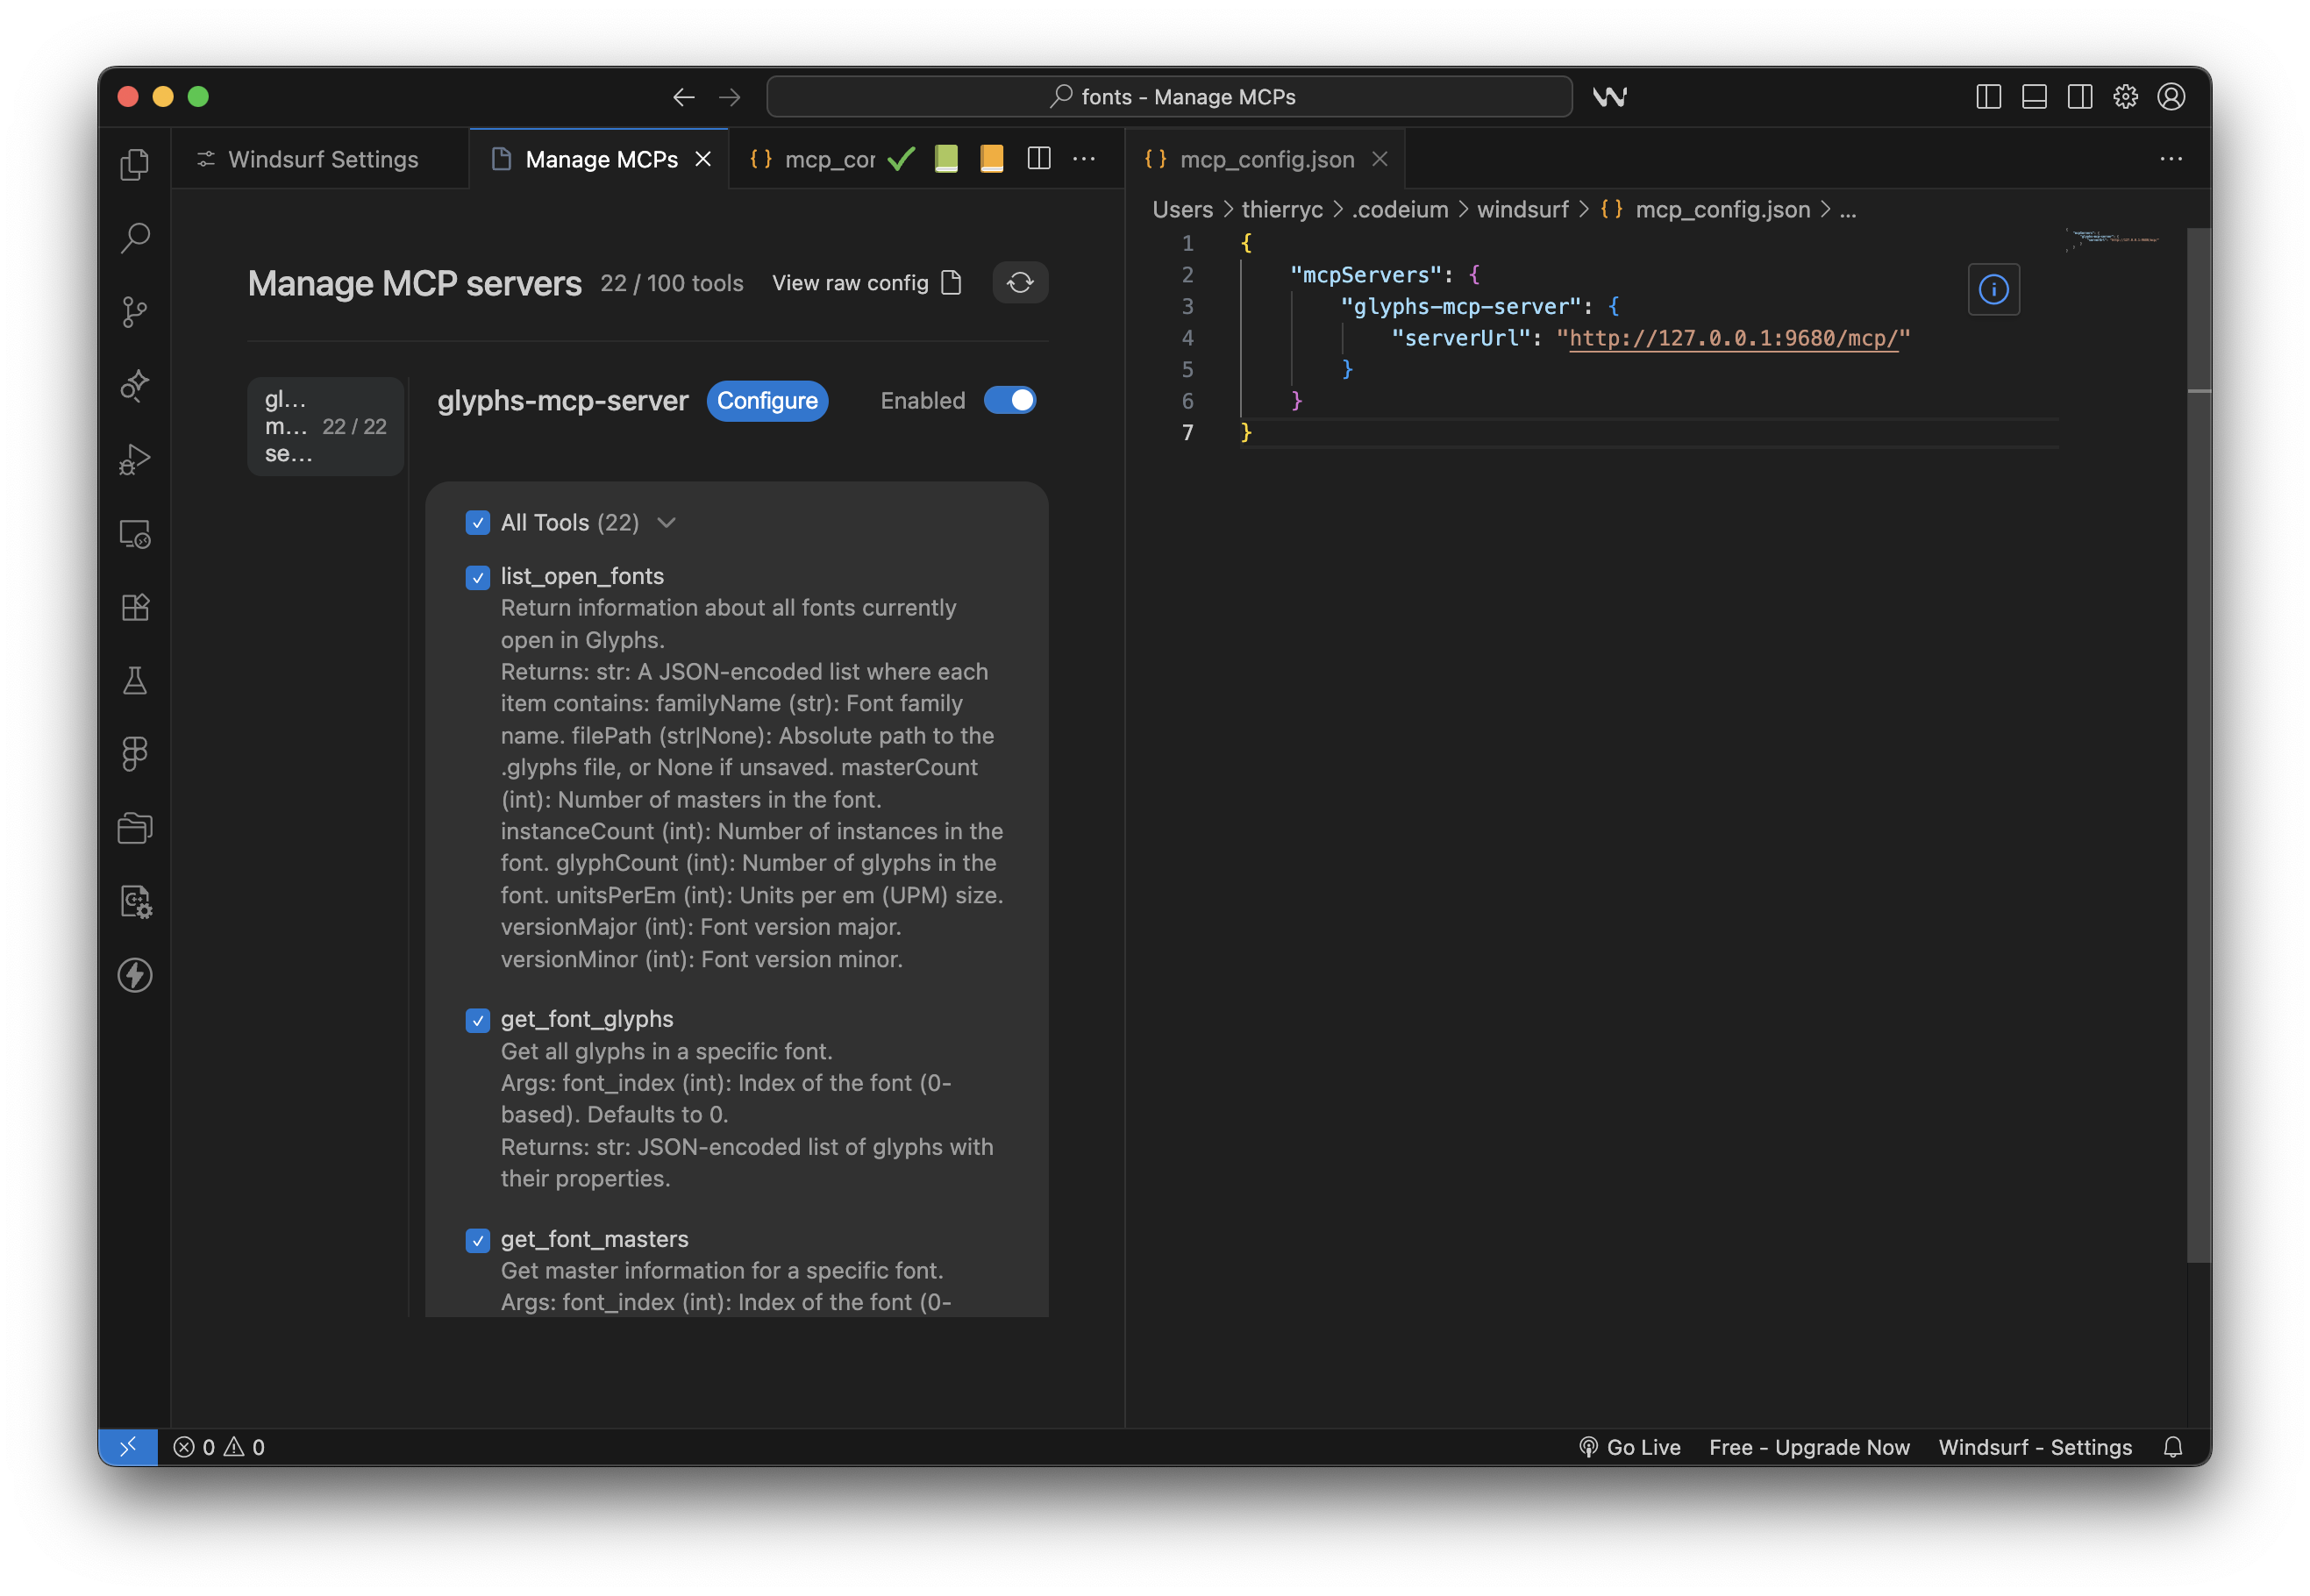 fonts - Manage MCPs
Windsurf Settings
Manage MCPs
mcp_cor
mcp_config.json
Users > thierryc > .codeium > windsurf > {} mcp_config.json > ...
Manage MCP servers
22 / 100 tools
View raw config
gl...
m... 22 / 22
se...
glyphs-mcp-server
Configure
Enabled
All Tools (22)
list_open_fonts
Return information about all fonts currently
open in Glyphs.
Returns: str: A JSON-encoded list where each
item contains: familyName (str): Font family
name. filePath (str|None): Absolute path to the
.glyphs file, or None if unsaved. masterCount
(int): Number of masters in the font.
instanceCount (int): Number of instances in the
font. glyphCount (int): Number of glyphs in the
font. unitsPerEm (int): Units per em (UPM) size.
versionMajor (int): Font version major.
versionMinor (int): Font version minor.
get_font_glyphs
Get all glyphs in a specific font.
Args: font_index (int): Index of the font (0-
based). Defaults to 0.
Returns: str: JSON-encoded list of glyphs with
their properties.
get_font_masters
Get master information for a specific font.
Args: font_index (int): Index of the font (0-
1 {
2 "mcpServers": {
3 "glyphs-mcp-server": {
4 "serverUrl": "http://127.0.0.1:9680/mcp/"
5 }
6 }
7 }
0 0
Go Live
Free - Upgrade Now
Windsurf - Settings